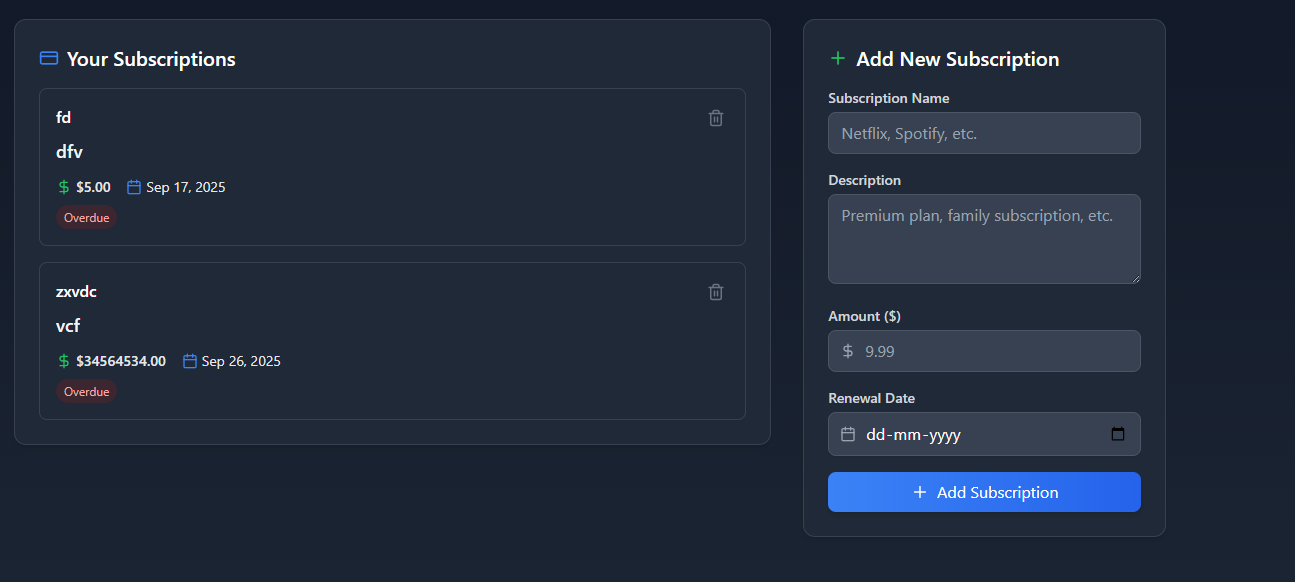 Your Subscriptions
fd
dfv
$5.00 Sep 17, 2025
Overdue
zxvdc
vcf
$34564534.00 Sep 26, 2025
Overdue
Add New Subscription
Subscription Name
Netflix, Spotify, etc.
Description
Premium plan, family subscription, etc.
Amount ($)
$ 9.99
Renewal Date
dd-mm-yyyy
+ Add Subscription